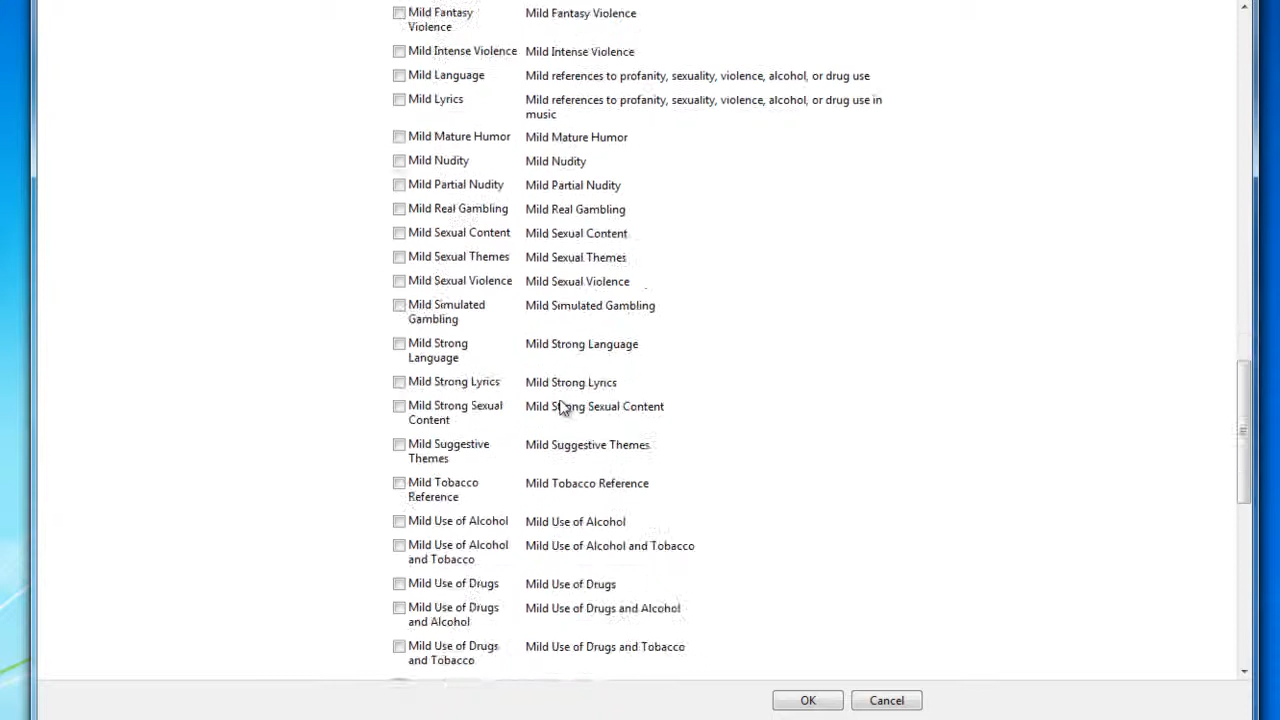 Mild Fantasy Mild Fantasy Violence
Violence
Mild Intense Violence Mild Intense Violence
Mild Language Mild references to profanity, sexuality, violence, alcohol, or drug use
Mild Lyrics Mild references to profanity, sexuality, violence, alcohol, or drug use in
music
Mild Mature Humor Mild Mature Humor
Mild Nudity Mild Nudity
Mild Partial Nudity Mild Partial Nudity
Mild Real Gambling Mild Real Gambling
Mild Sexual Content Mild Sexual Content
Mild Sexual Themes Mild Sexual Themes
Mild Sexual Violence Mild Sexual Violence
Mild Simulated Mild Simulated Gambling
Gambling
Mild Strong Mild Strong Language
Language
Mild Strong Lyrics Mild Strong Lyrics
Mild Strong Sexual Mild Strong Sexual Content
Content
Mild Suggestive Mild Suggestive Themes
Themes
Mild Tobacco Mild Tobacco Reference
Reference
Mild Use of Alcohol Mild Use of Alcohol
Mild Use of Alcohol Mild Use of Alcohol and Tobacco
and Tobacco
Mild Use of Drugs Mild Use of Drugs
Mild Use of Drugs Mild Use of Drugs and Alcohol
and Alcohol
Mild Use of Drugs Mild Use of Drugs and Tobacco
and Tobacco
OK Cancel